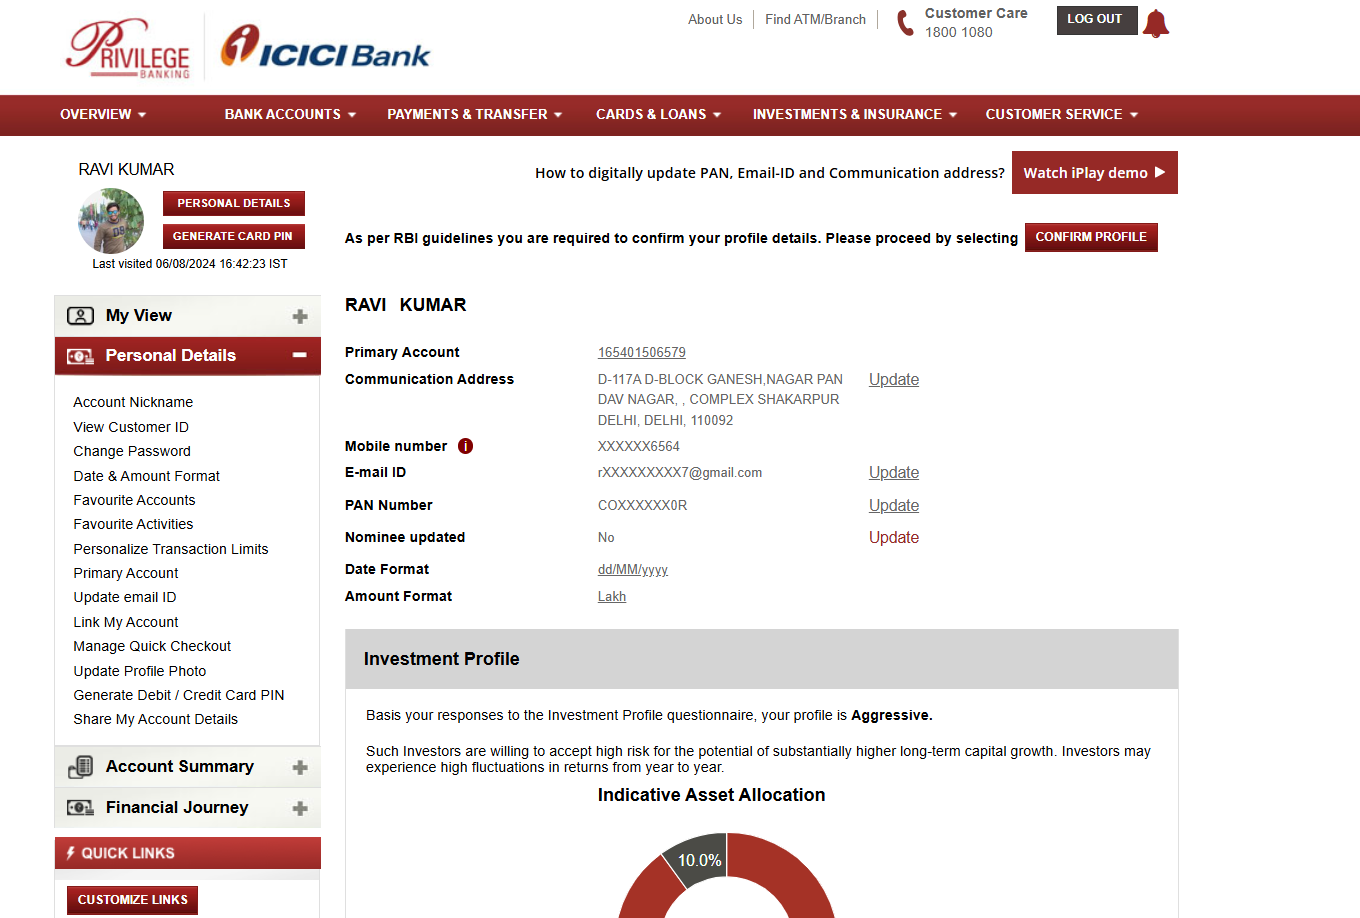 PRIVILEGE
BANKING
ICICI Bank
About Us
Find ATM/Branch
Customer Care
1800 1080
LOG OUT
OVERVIEW
BANK ACCOUNTS
PAYMENTS & TRANSFER
CARDS & LOANS
INVESTMENTS & INSURANCE
CUSTOMER SERVICE
RAVI KUMAR
PERSONAL DETAILS
GENERATE CARD PIN
Last visited 06/08/2024 16:42:23 IST
How to digitally update PAN, Email-ID and Communication address?
Watch iPlay demo
As per RBI guidelines you are required to confirm your profile details. Please proceed by selecting
CONFIRM PROFILE
My View
Personal Details
Account Nickname
View Customer ID
Change Password
Date & Amount Format
Favourite Accounts
Favourite Activities
Personalize Transaction Limits
Primary Account
Update email ID
Link My Account
Manage Quick Checkout
Update Profile Photo
Generate Debit / Credit Card PIN
Share My Account Details
Account Summary
Financial Journey
QUICK LINKS
CUSTOMIZE LINKS
RAVI KUMAR
Primary Account 165401506579
Communication Address D-117A D-BLOCK GANESH,NAGAR PAN Update
DAV NAGAR, , COMPLEX SHAKARPUR
DELHI, DELHI, 110092
Mobile number i XXXXXX6564
E-mail ID rXXXXXXXXX7@gmail.com Update
PAN Number COXXXXXX0R Update
Nominee updated No Update
Date Format dd/MM/yyyy
Amount Format Lakh
Investment Profile
Basis your responses to the Investment Profile questionnaire, your profile is Aggressive.
Such Investors are willing to accept high risk for the potential of substantially higher long-term capital growth. Investors may
experience high fluctuations in returns from year to year.
Indicative Asset Allocation
10.0%